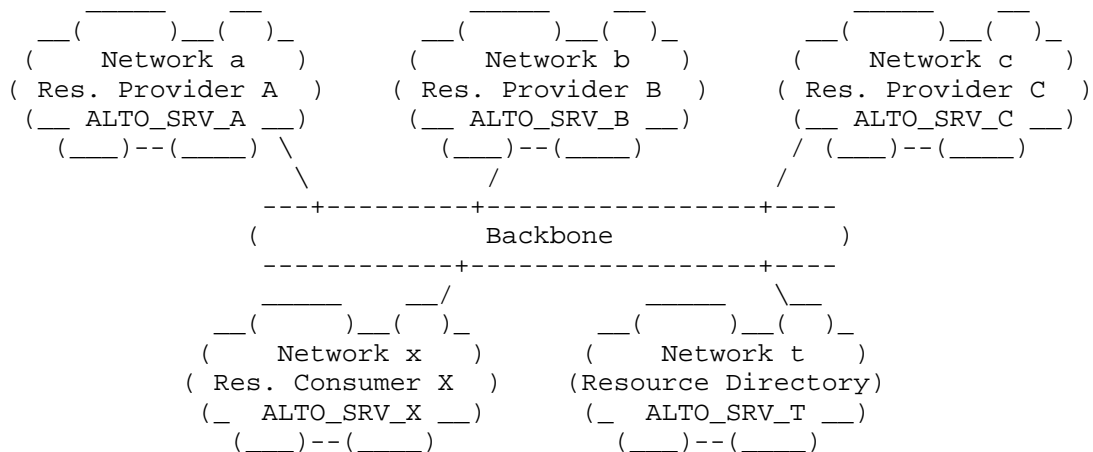 Network a Network b Network c
Res. Provider A Res. Provider B Res. Provider C
ALTO_SRV_A ALTO_SRV_B ALTO_SRV_C
Backbone
Network x Network t
Res. Consumer X Resource Directory
ALTO_SRV_X ALTO_SRV_T